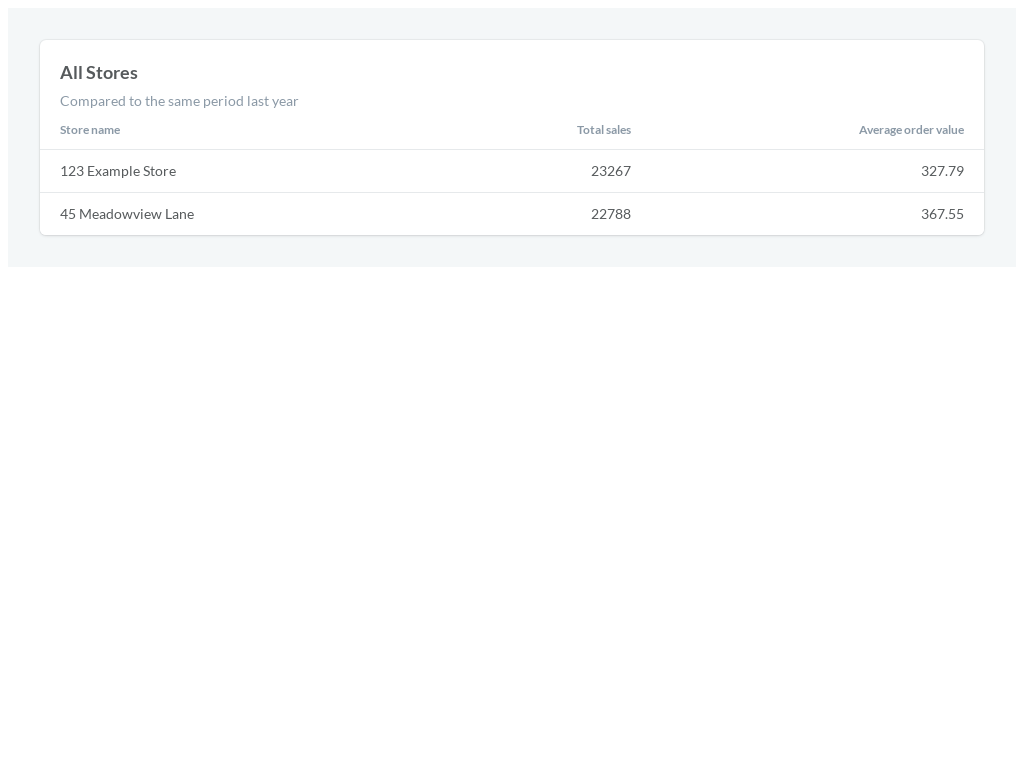 All Stores
Compared to the same period last year
Store name Total sales Average order value
123 Example Store 23267 327.79
45 Meadowview Lane 22788 367.55